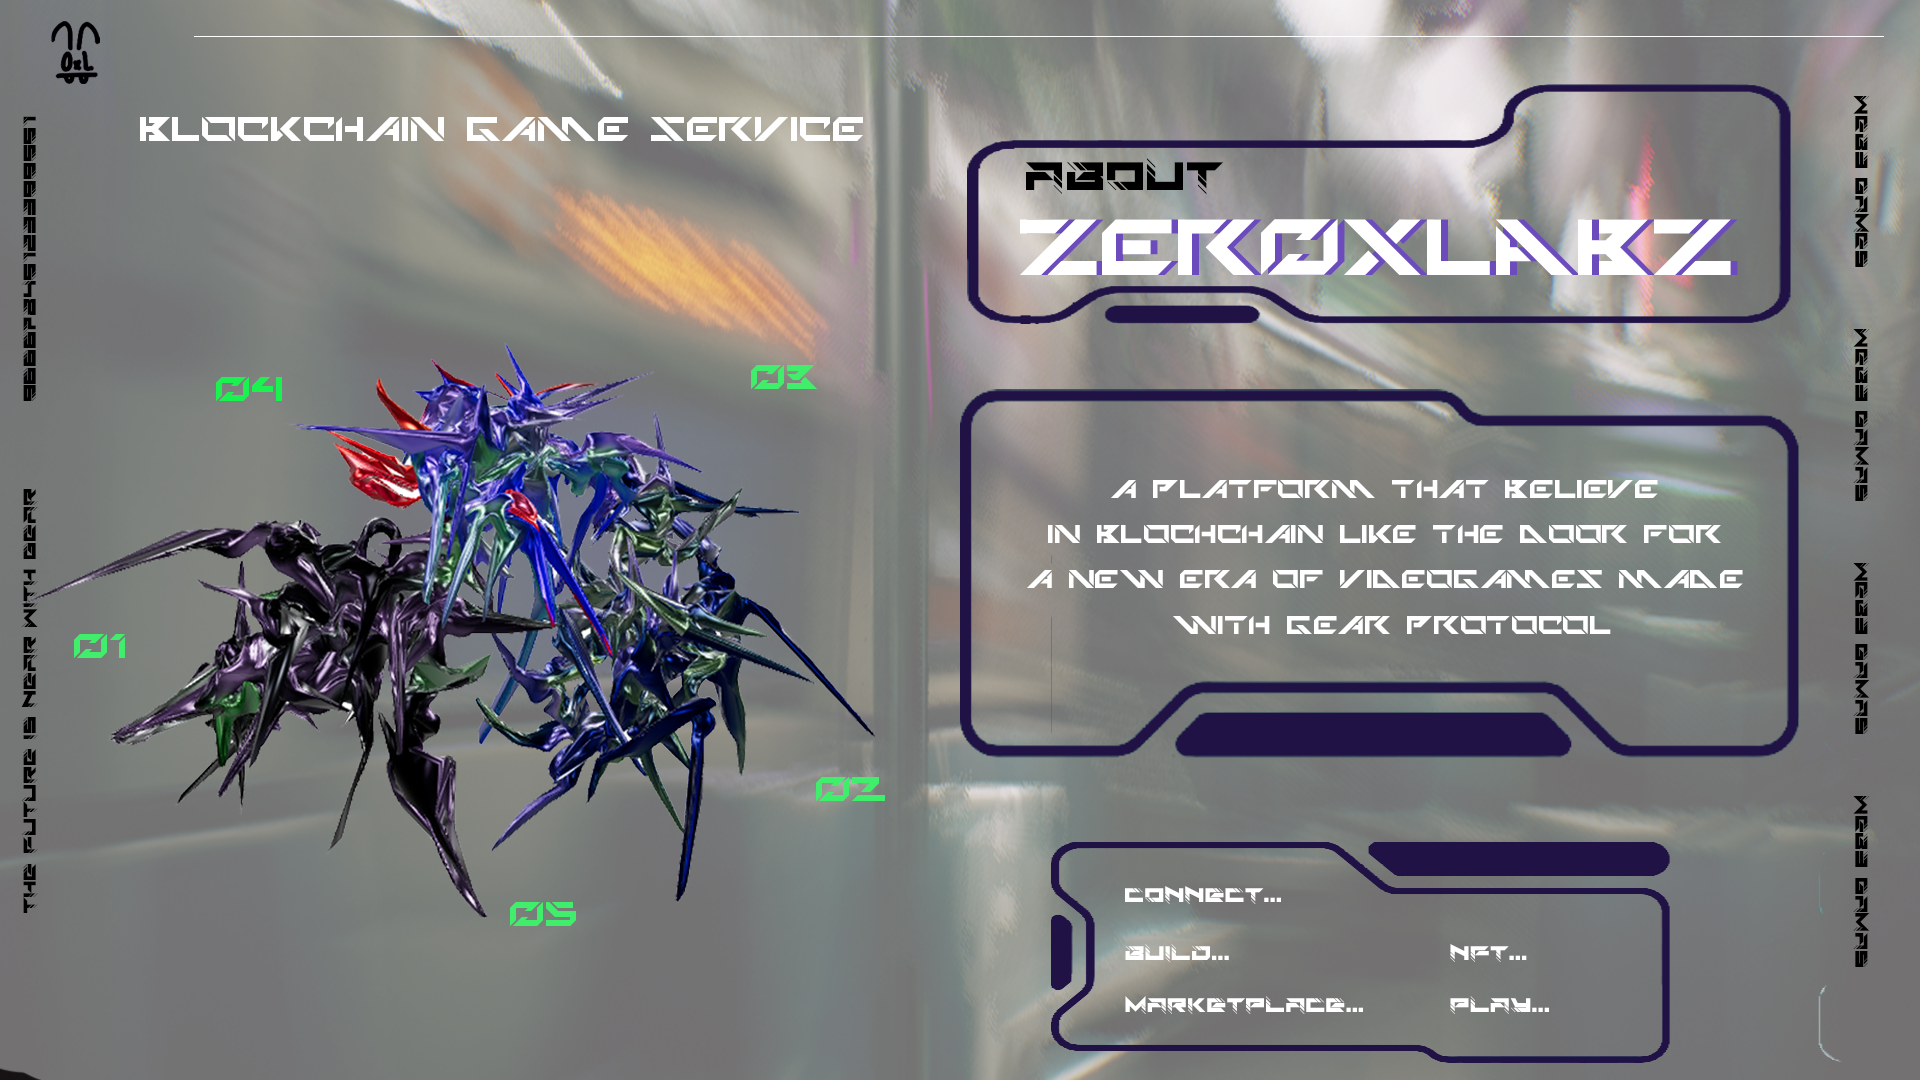 0xL
BLOCKCHAIN GAME SERVICE
ABOUT
ZEROXLABZ
04
03
01
02
05
A PLATFORM THAT BELIEVE
IN BLOCHCHAIN LIKE THE DOOR FOR
A NEW ERA OF VIDEOGAMES MADE
WITH GEAR PROTOCOL
CONNECT...
BUILD...
NFT...
MARKETPLACE...
PLAY...
THE FUTURE IS NEAR WITH GEAR